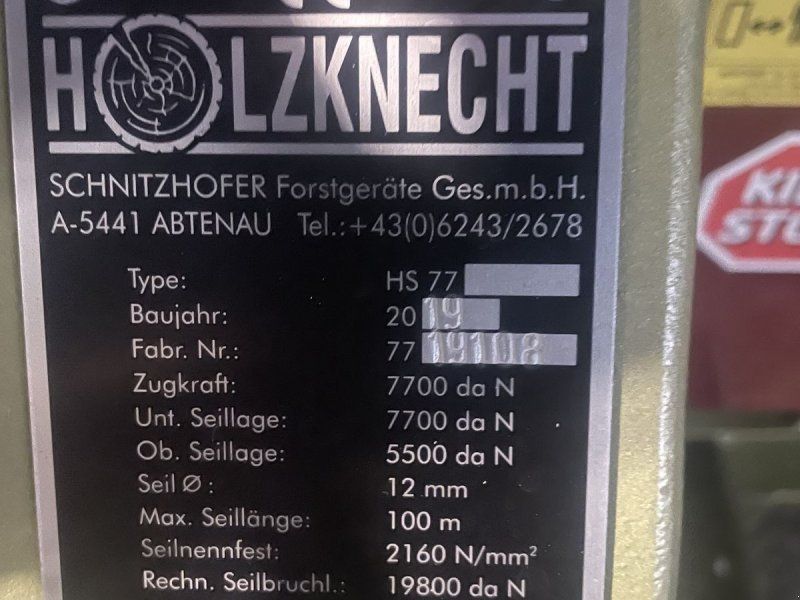 HOLZKNECHT
SCHNITZHOFER Forstgeräte Ges.m.b.H.
A-5441 ABTENAU Tel.:+43(0)6243/2678
Type: HS 77
Baujahr: 2019
Fabr. Nr.: 77 19108
Zugkraft: 7700 da N
Unt. Seillage: 7700 da N
Ob. Seillage: 5500 da N
Seil Ø : 12 mm
Max. Seillänge: 100 m
Seilnennfest: 2160 N/mm²
Rechn. Seilbruchl.: 19800 da N